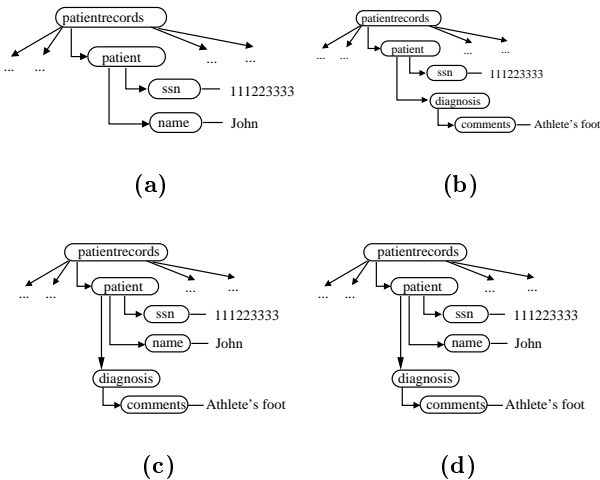 patientrecords
... ... ... ...
patient
ssn 111223333
name John
(a)
patientrecords
... ... ... ...
patient
ssn 111223333
diagnosis
comments Athlete's foot
(b)
patientrecords
... ... ... ...
patient
ssn 111223333
name John
diagnosis
comments Athlete's foot
(c)
patientrecords
... ... ... ...
patient
ssn 111223333
name John
diagnosis
comments Athlete's foot
(d)